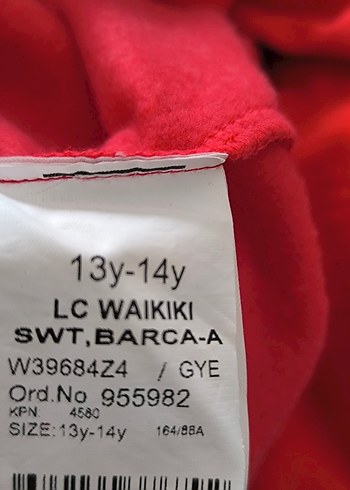 13y-14y
LC WAIKIKI
SWT,BARCA-A
W39684Z4 / GYE
Ord.No 955982
KPN: 4580
SIZE:13y-14y 164/88A